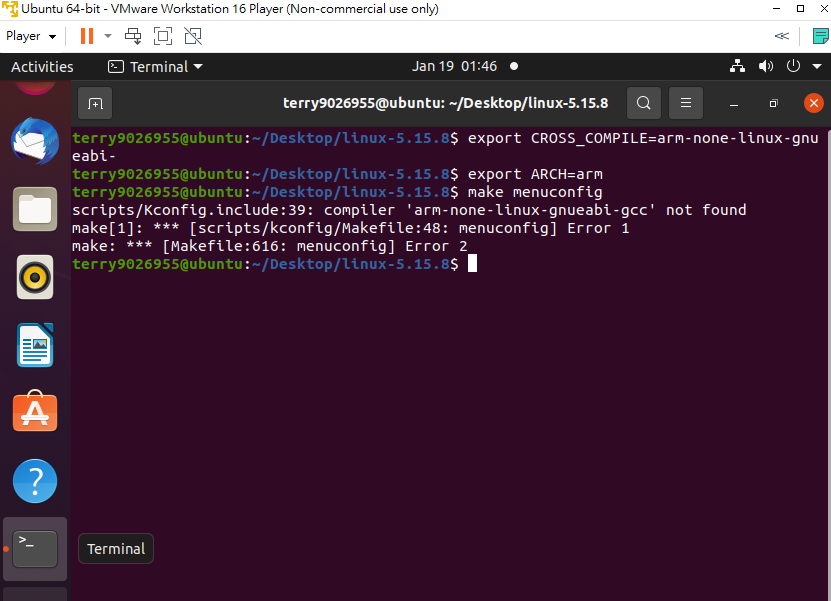 Ubuntu 64-bit - VMware Workstation 16 Player (Non-commercial use only)
Player
Activities
Terminal
Jan 19 01:46
terry9026955@ubuntu: ~/Desktop/linux-5.15.8
terry9026955@ubuntu:~/Desktop/linux-5.15.8$ export CROSS_COMPILE=arm-none-linux-gnu
eabi-
terry9026955@ubuntu:~/Desktop/linux-5.15.8$ export ARCH=arm
terry9026955@ubuntu:~/Desktop/linux-5.15.8$ make menuconfig
scripts/Kconfig.include:39: compiler 'arm-none-linux-gnueabi-gcc' not found
make[1]: *** [scripts/kconfig/Makefile:48: menuconfig] Error 1
make: *** [Makefile:616: menuconfig] Error 2
terry9026955@ubuntu:~/Desktop/linux-5.15.8$
Terminal